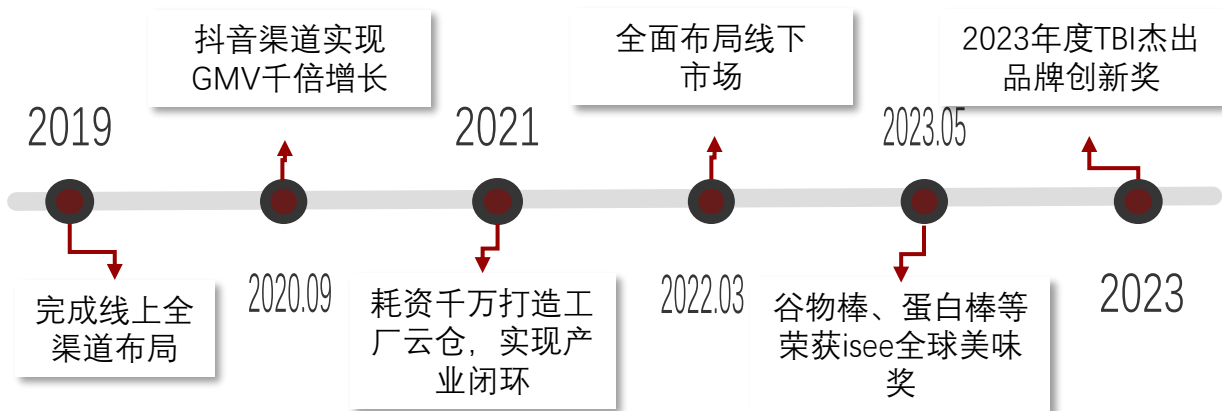 2019
完成线上全
渠道布局
抖音渠道实现
GMV千倍增长
2020.09
2021
耗资千万打造工
厂云仓，实现产
业闭环
全面布局线下
市场
2022.03
2023.05
谷物棒、蛋白棒等
荣获isee全球美味
奖
2023年度TBI杰出
品牌创新奖
2023